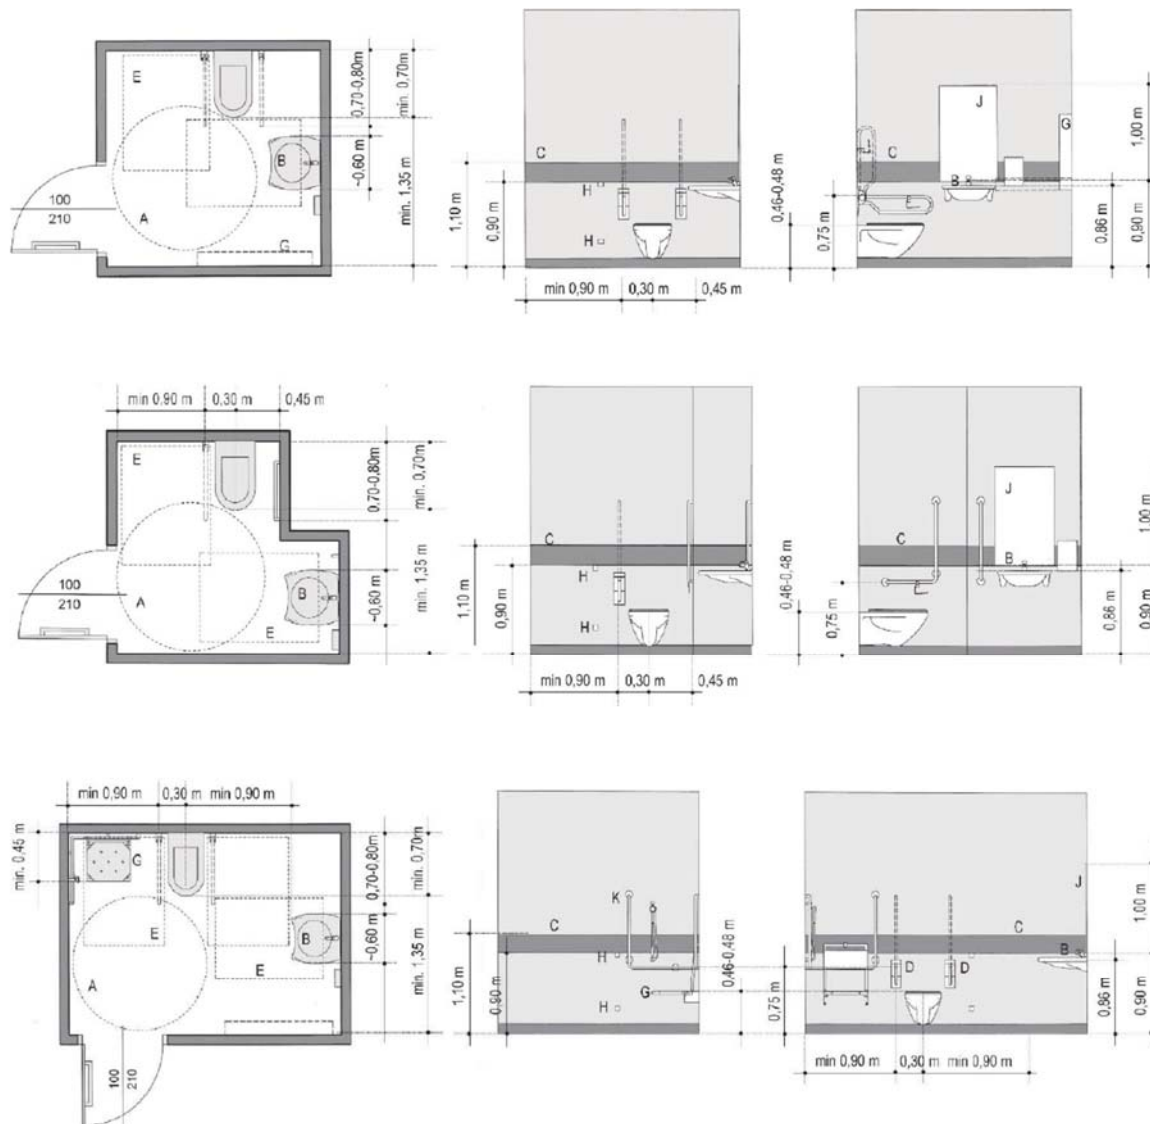 E
B
A
G
100
210
0,70-0,80m
~0,60 m
min. 0,70m
min. 1,35 m
C
H
H
1,10 m
0,90 m
0,46-0,48 m
min 0,90 m
0,30 m
0,45 m
J
G
C
B
E
0,75 m
0,86 m
1,00 m
0,90 m
min 0,90 m
0,30 m
0,45 m
E
B
A
E
100
210
0,70-0,80m
~0,60 m
min. 0,70m
min. 1,35 m
C
H
H
1,10 m
0,90 m
0,46-0,48 m
min 0,90 m
0,30 m
0,45 m
J
C
B
E
0,75 m
0,86 m
1,00 m
0,90 m
min 0,90 m
0,30 m
min 0,90 m
min. 0,45 m
G
E
B
A
E
100
210
0,70-0,80m
~0,60 m
min. 0,70m
min. 1,35 m
K
C
H
G
H
1,10 m
0,90 m
0,46-0,48 m
J
C
B
D
D
0,75 m
0,86 m
1,00 m
0,90 m
min 0,90 m
0,30 m
min 0,90 m